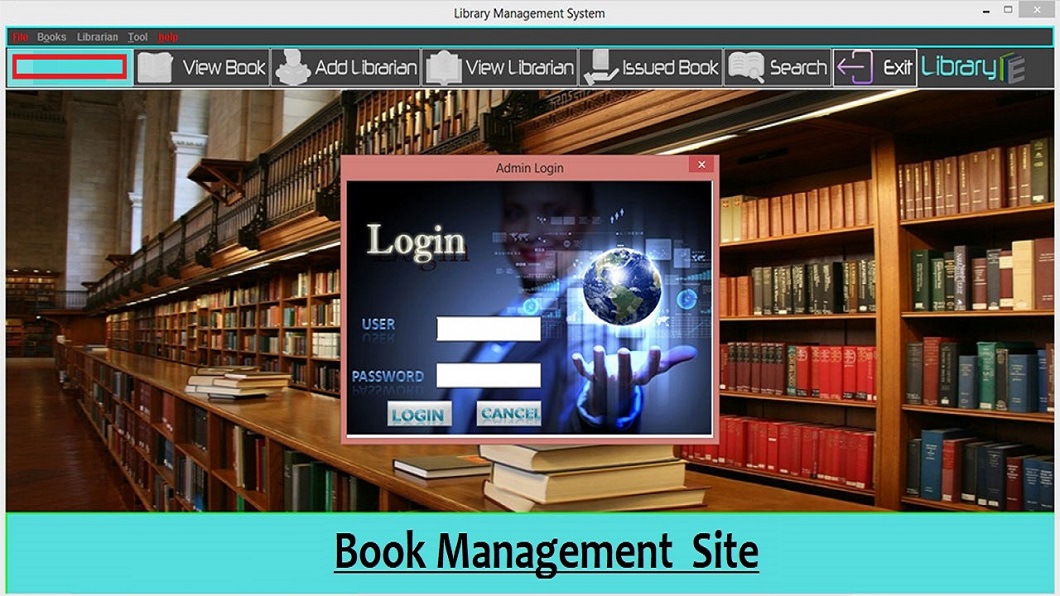 Library Management System
File Books Librarian Tool help
View Book Add Librarian View Librarian Issued Book Search Exit Library
Admin Login
Login
USER
PASSWORD
LOGIN CANCEL
Book Management Site